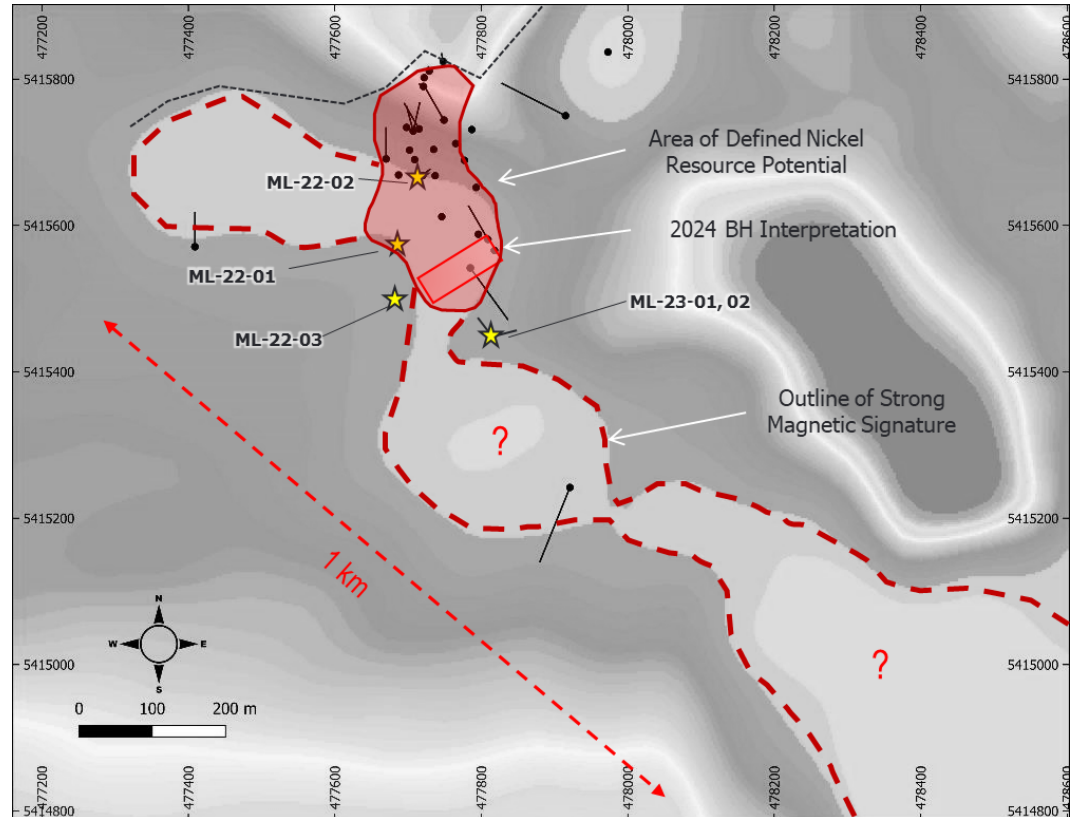 477200
477400
477600
477800
478000
478200
478400
478600
5415800
5415800
Area of Defined Nickel
Resource Potential
ML-22-02
5415600
2024 BH Interpretation
5415600
ML-22-01
ML-23-01, 02
ML-22-03
5415400
5415400
Outline of Strong
Magnetic Signature
?
5415200
5415200
1 km
N
W
E
S
5415000
?
5415000
0
100
200 m
5414800
5414800
477200
477400
477600
477800
478000
478200
478400
478600